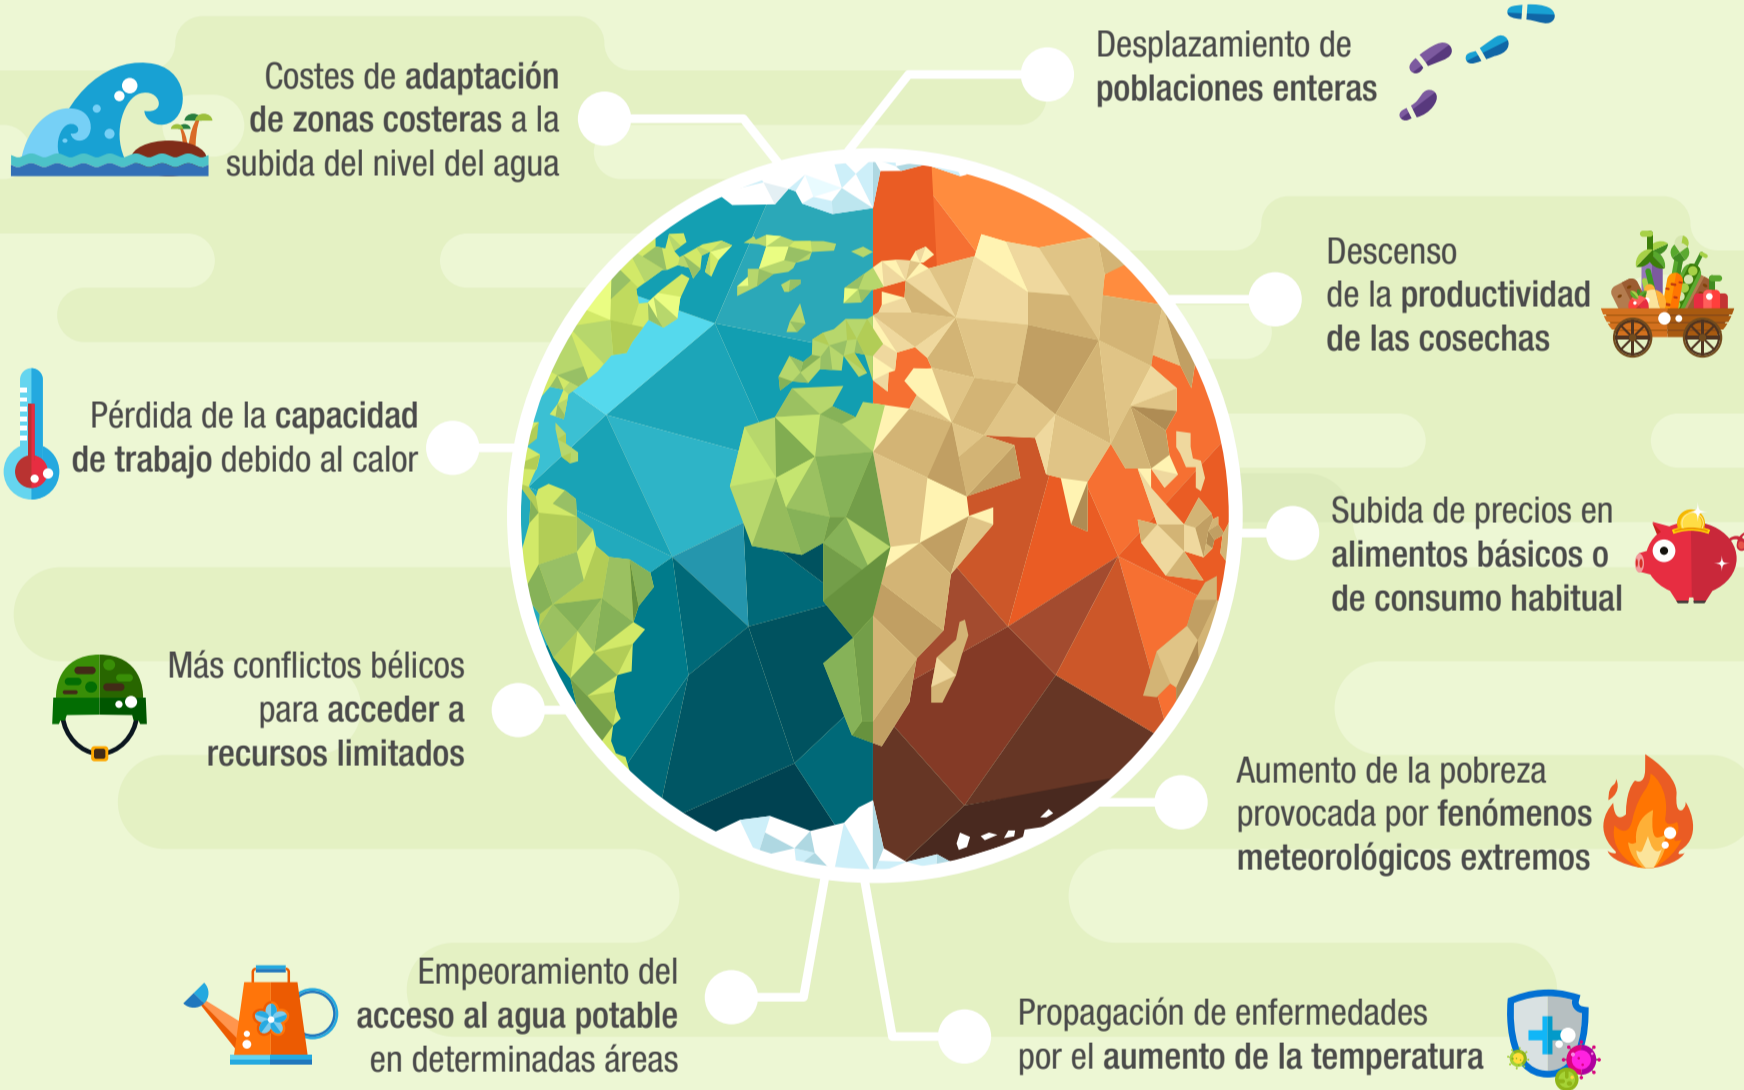 Costes de adaptación
de zonas costeras a la
subida del nivel del agua
Desplazamiento de
poblaciones enteras
Descenso
de la productividad
de las cosechas
Pérdida de la capacidad
de trabajo debido al calor
Subida de precios en
alimentos básicos o
de consumo habitual
Más conflictos bélicos
para acceder a
recursos limitados
Aumento de la pobreza
provocada por fenómenos
meteorológicos extremos
Empeoramiento del
acceso al agua potable
en determinadas áreas
Propagación de enfermedades
por el aumento de la temperatura